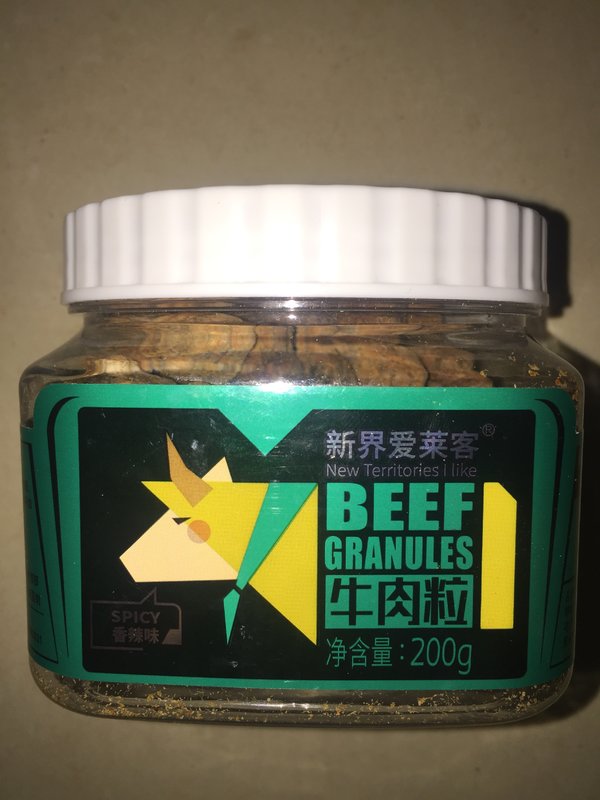 新界爱莱客®
New Territories i like
BEEF
GRANULES
牛肉粒
净含量：200g
SPICY
香辣味